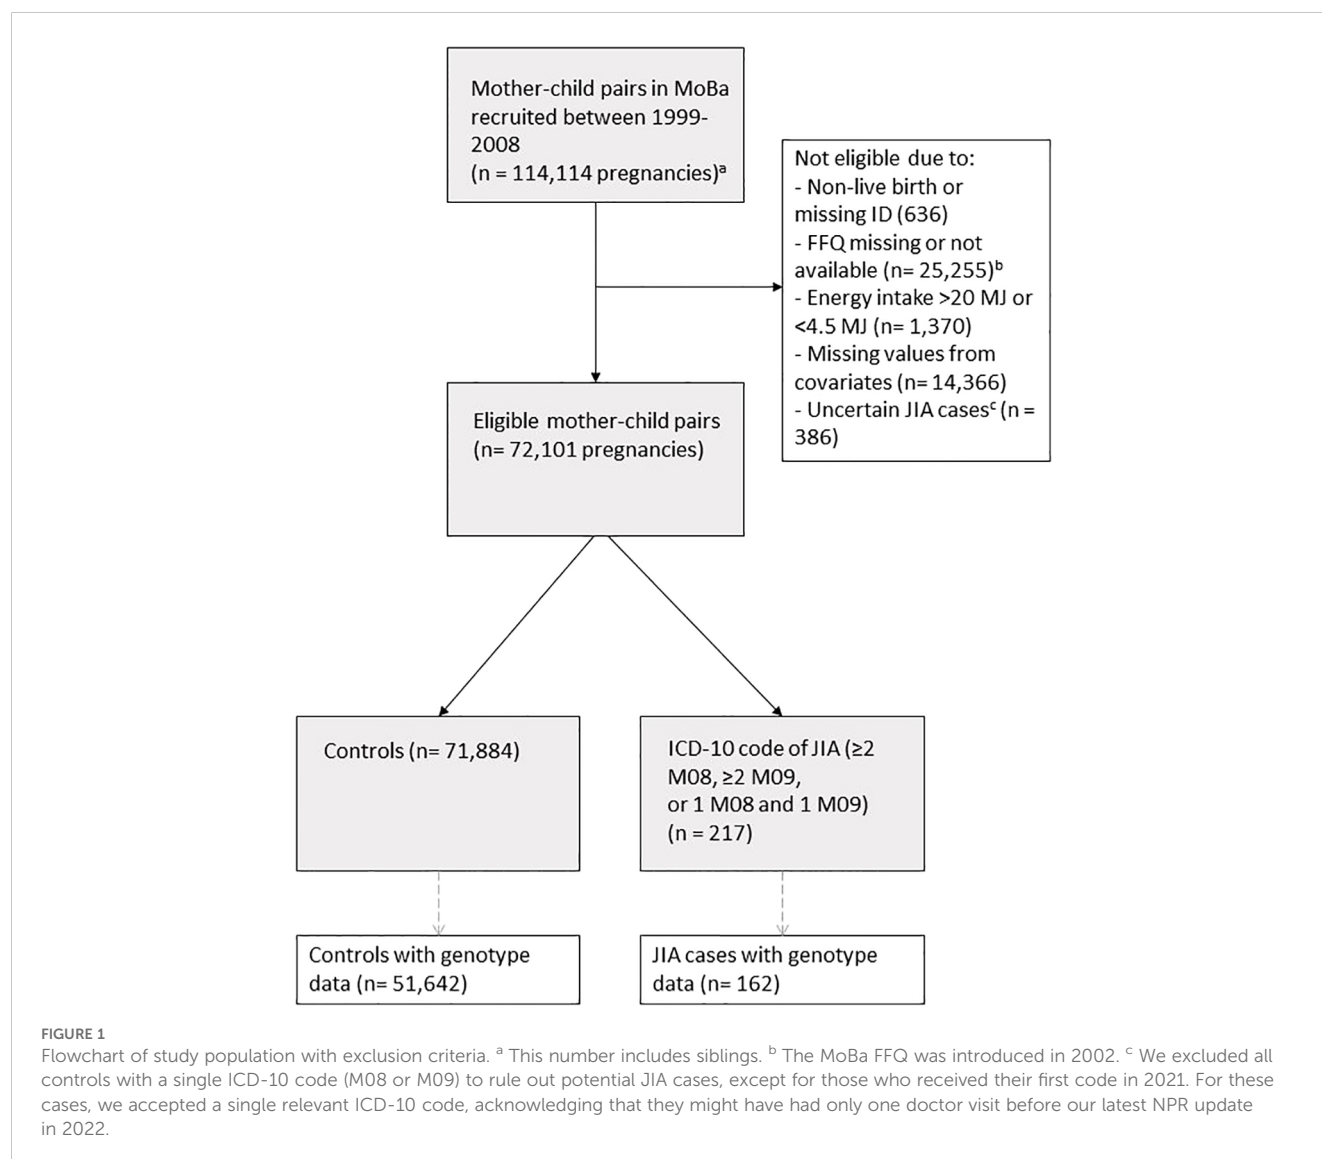 Mother-child pairs in MoBa
recruited between 1999-
2008
(n = 114,114 pregnancies)ᵃ
Not eligible due to:
- Non-live birth or
missing ID (636)
- FFQ missing or not
available (n= 25,255)ᵇ
- Energy intake >20 MJ or
<4.5 MJ (n= 1,370)
- Missing values from
covariates (n= 14,366)
- Uncertain JIA casesᶜ (n =
386)
Eligible mother-child pairs
(n= 72,101 pregnancies)
Controls (n= 71,884)
ICD-10 code of JIA (≥2
M08, ≥2 M09,
or 1 M08 and 1 M09)
(n = 217)
Controls with genotype
data (n= 51,642)
JIA cases with genotype
data (n= 162)
FIGURE 1
Flowchart of study population with exclusion criteria. ᵃ This number includes siblings. ᵇ The MoBa FFQ was introduced in 2002. ᶜ We excluded all
controls with a single ICD-10 code (M08 or M09) to rule out potential JIA cases, except for those who received their first code in 2021. For these
cases, we accepted a single relevant ICD-10 code, acknowledging that they might have had only one doctor visit before our latest NPR update
in 2022.